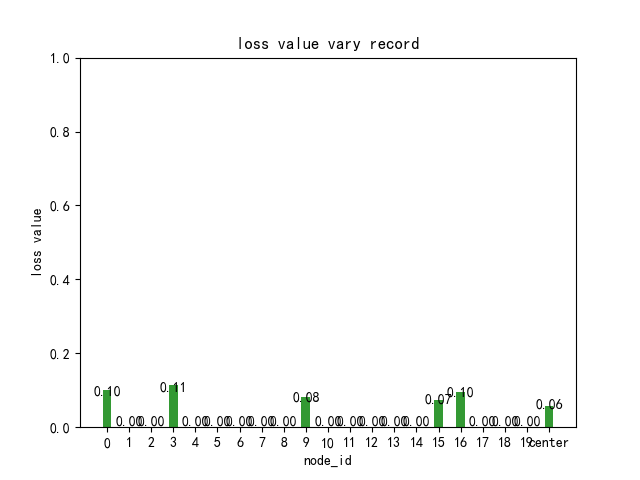 loss value vary record
1.0
0.8
0.6
0.4
0.2
0.0
loss value
0.10 0.00 0.00 0.11 0.00 0.00 0.00 0.00 0.00 0.08 0.00 0.00 0.00 0.00 0.00 0.07 0.10 0.00 0.00 0.00 0.06
0 1 2 3 4 5 6 7 8 9 10 11 12 13 14 15 16 17 18 19 center
node_id